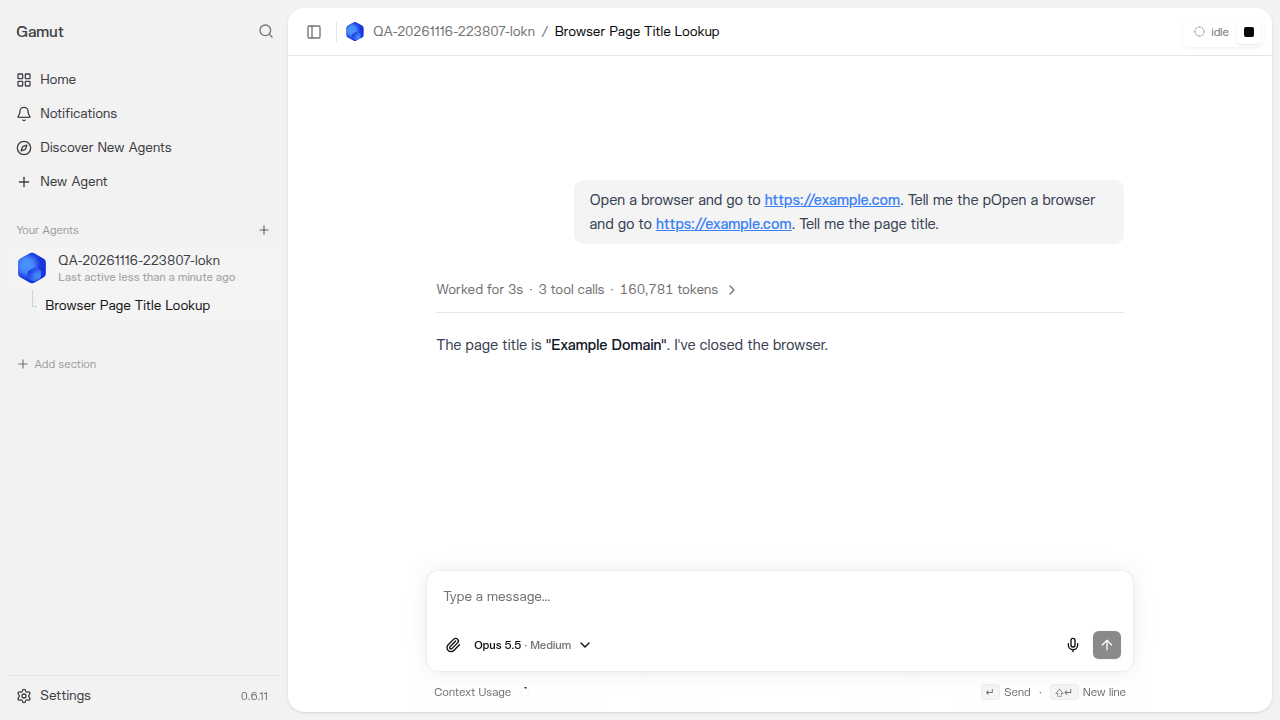 Gamut
Home
Notifications
Discover New Agents
New Agent
Your Agents
QA-20261116-223807-lokn
Last active less than a minute ago
Browser Page Title Lookup
Add section
Settings
0.6.11
QA-20261116-223807-lokn / Browser Page Title Lookup
idle
Open a browser and go to https://example.com. Tell me the pOpen a browser
and go to https://example.com. Tell me the page title.
Worked for 3s · 3 tool calls · 160,781 tokens
The page title is "Example Domain". I've closed the browser.
Type a message...
Opus 5.5 · Medium
Context Usage
↵ Send · ⇧↵ New line